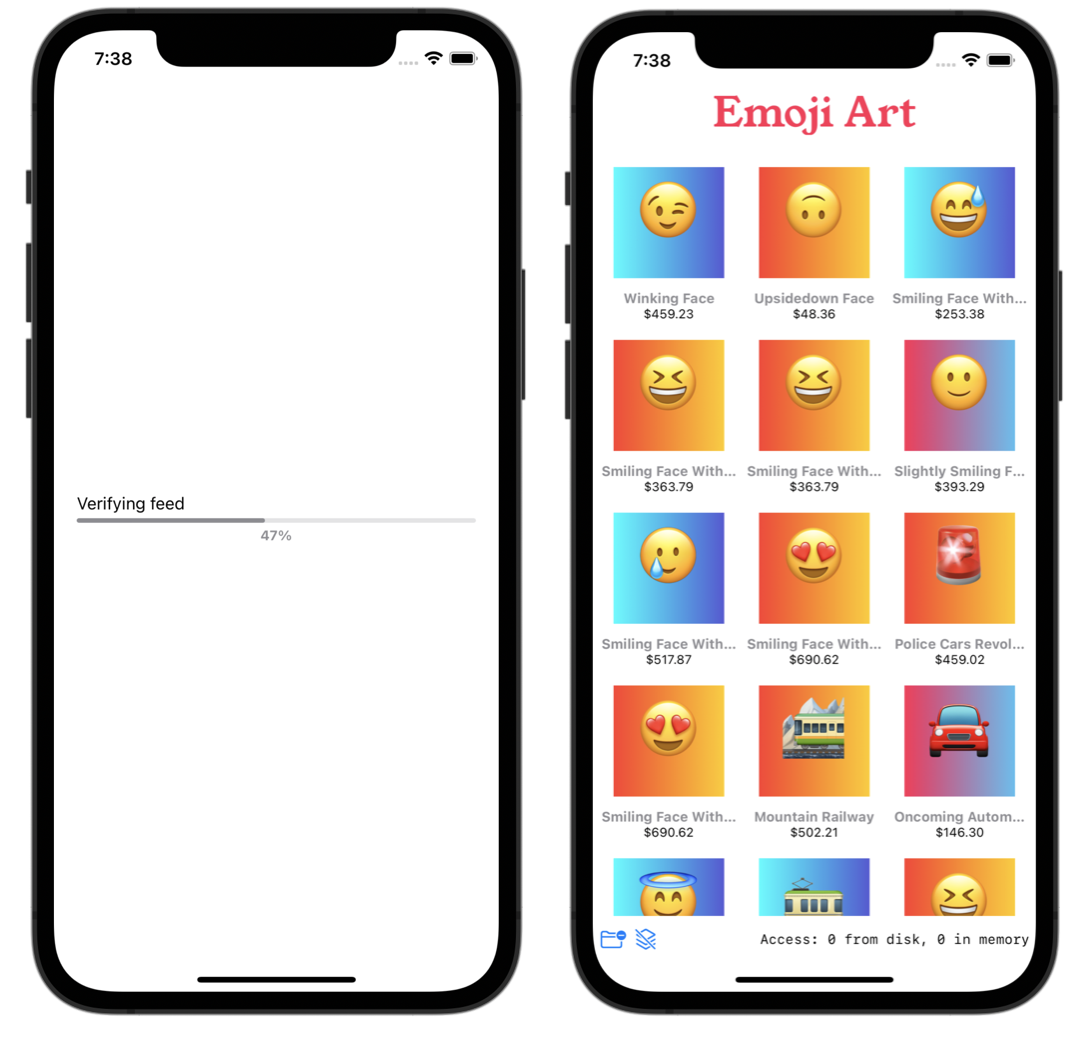 7:38
Verifying feed
47%
7:38
Emoji Art
Winking Face Upsidedown Face Smiling Face With...
$459.23 $48.36 $253.38
Smiling Face With... Smiling Face With... Slightly Smiling F...
$363.79 $363.79 $393.29
Smiling Face With... Smiling Face With... Police Cars Revol...
$517.87 $690.62 $459.02
Smiling Face With... Mountain Railway Oncoming Autom...
$690.62 $502.21 $146.30
Access: 0 from disk, 0 in memory